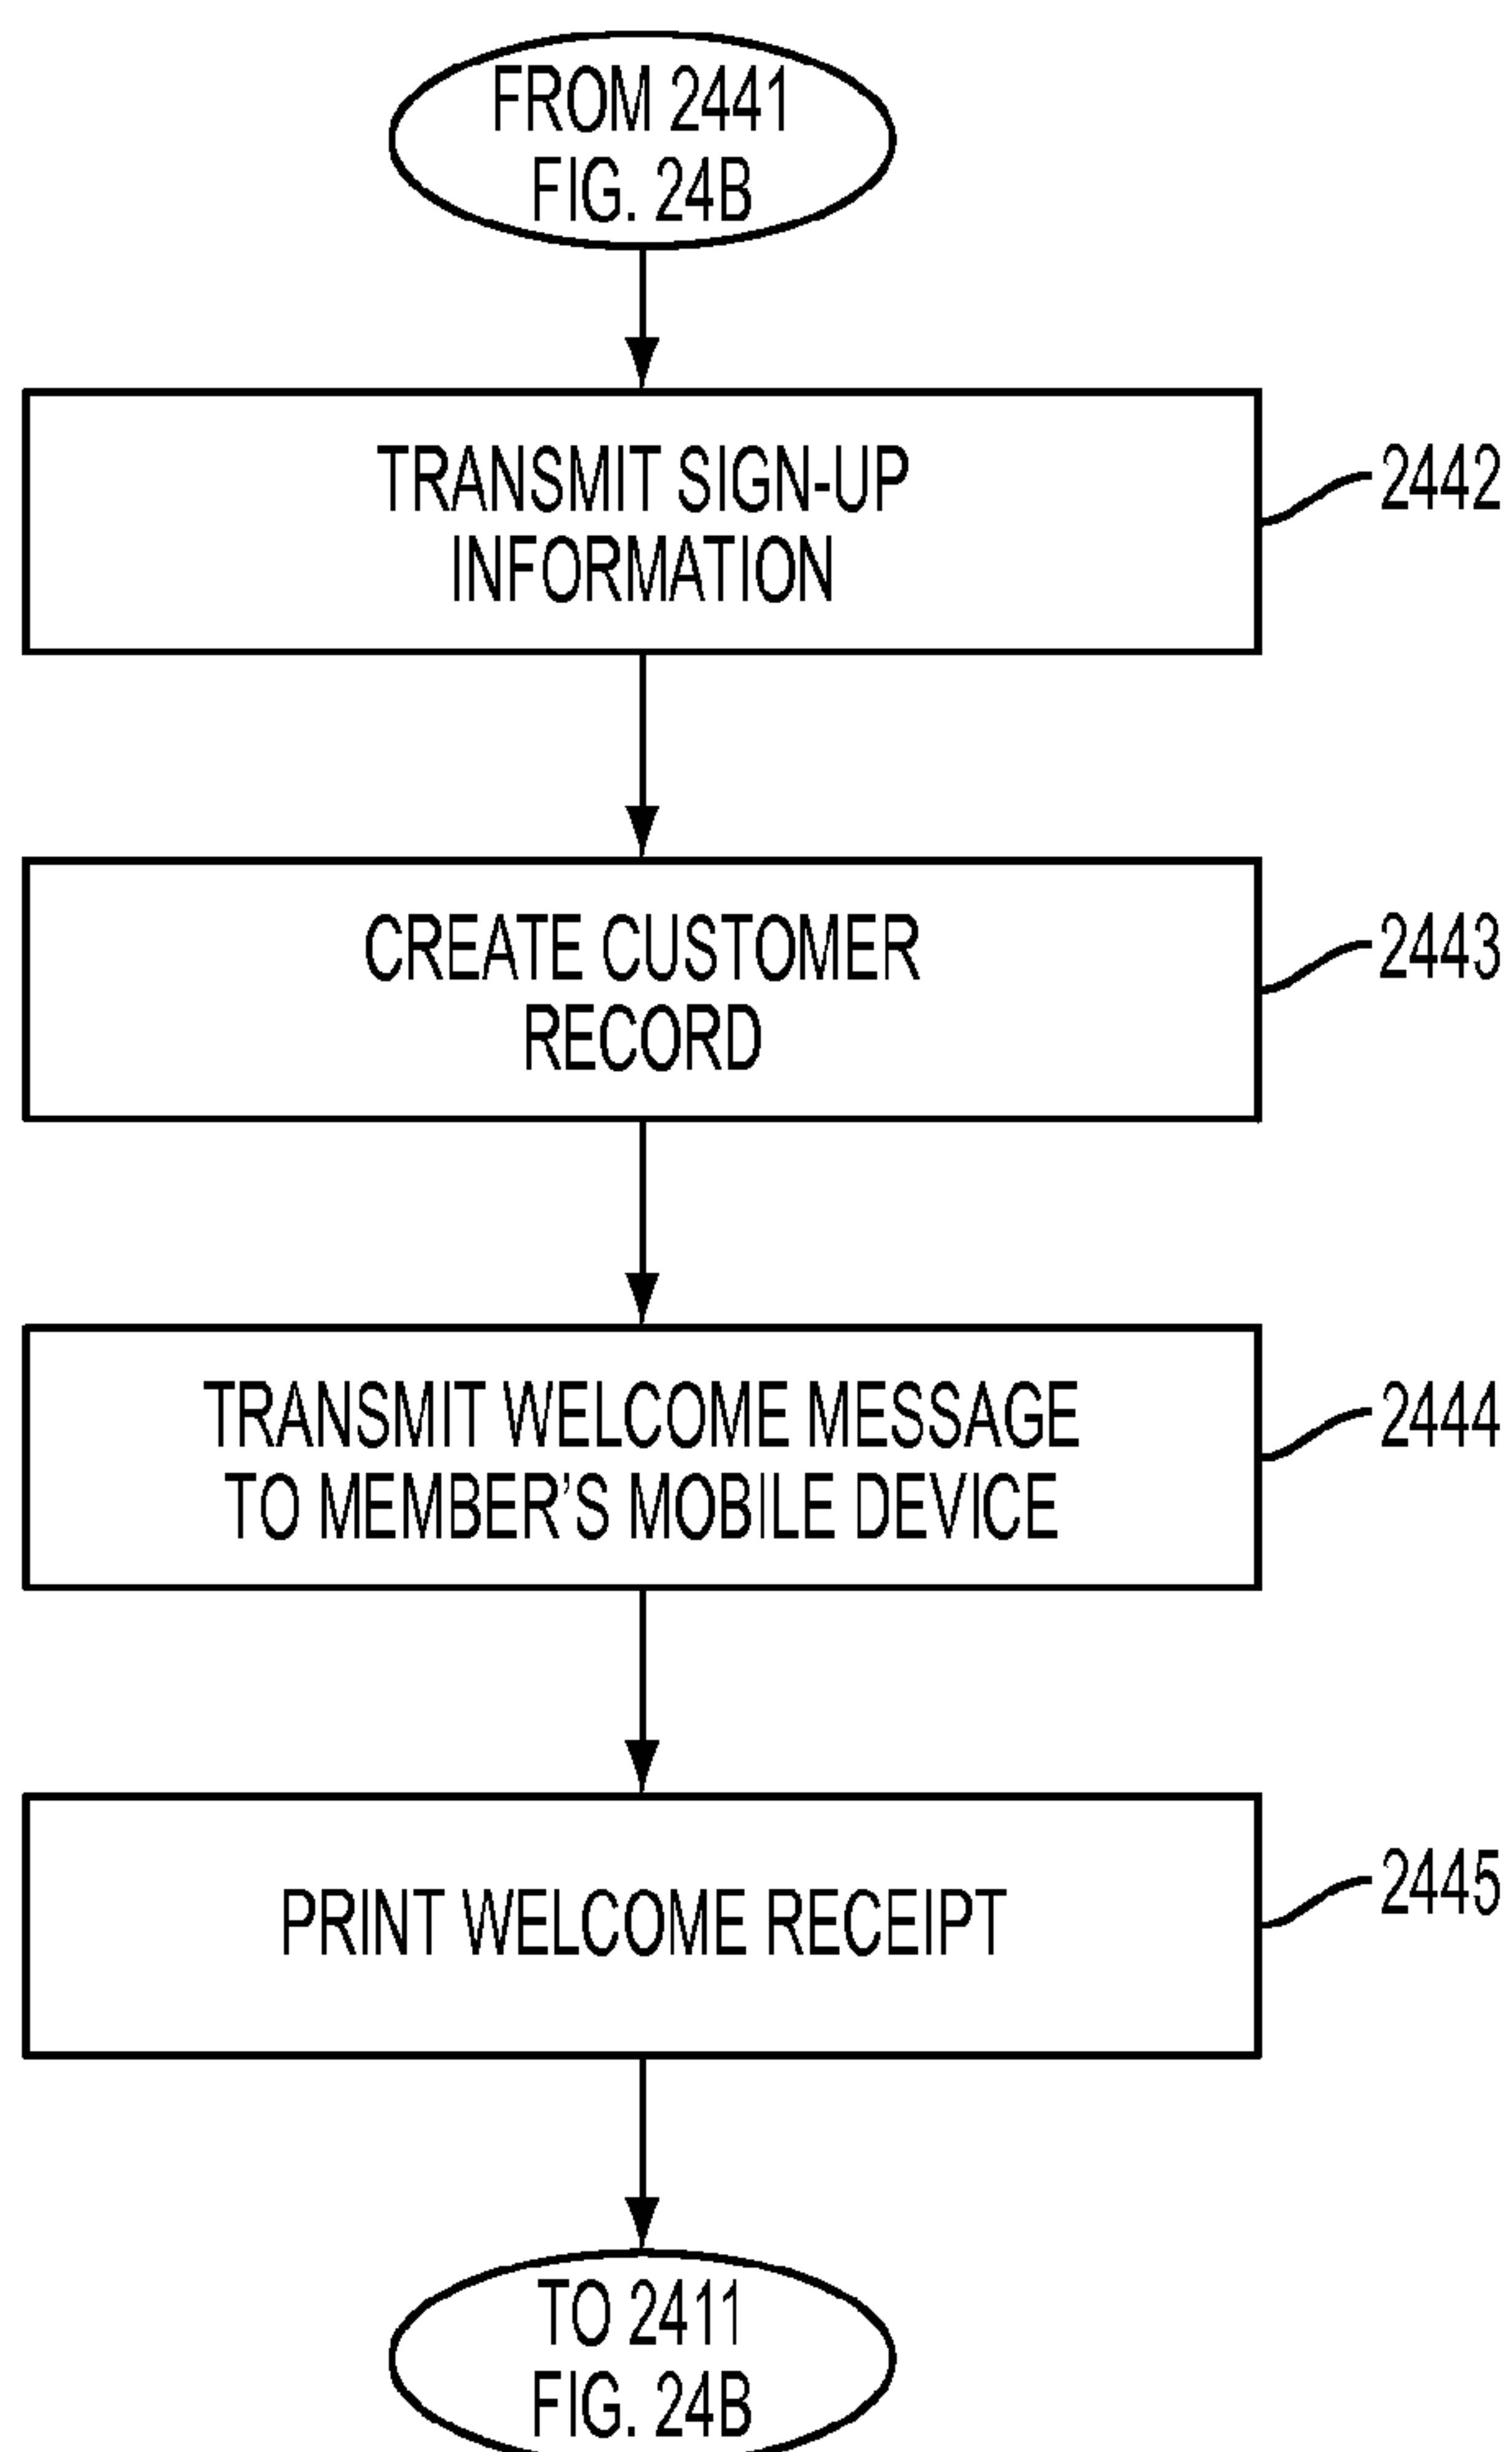 FROM 2441
FIG. 24B
TRANSMIT SIGN-UP
INFORMATION
2442
CREATE CUSTOMER
RECORD
2443
TRANSMIT WELCOME MESSAGE
TO MEMBER'S MOBILE DEVICE
2444
PRINT WELCOME RECEIPT
2445
TO 2411
FIG. 24B